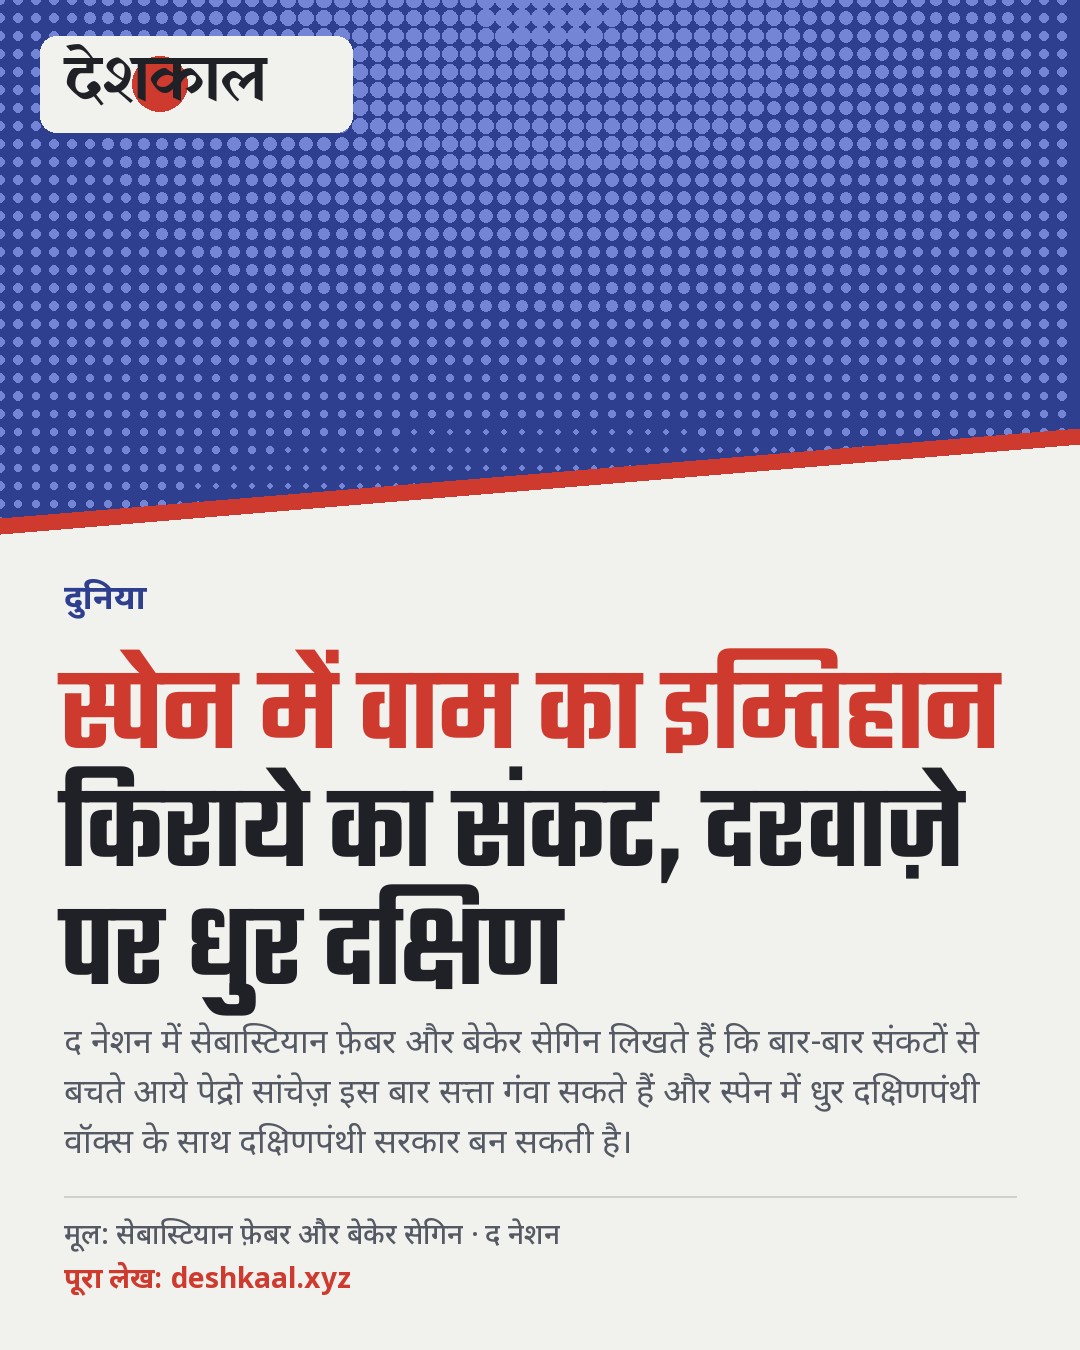 देशकाल
दुनिया
स्पेन में वाम का इम्तिहान
किराये का संकट, दरवाज़े
पर धुर दक्षिण
द नेशन में सेबास्टियान फ़ेबर और बेकेर सेगिन लिखते हैं कि बार-बार संकटों से
बचते आये पेद्रो सांचेज़ इस बार सत्ता गंवा सकते हैं और स्पेन में धुर दक्षिणपंथी
वॉक्स के साथ दक्षिणपंथी सरकार बन सकती है।
मूल: सेबास्टियान फ़ेबर और बेकेर सेगिन · द नेशन
पूरा लेख: deshkaal.xyz